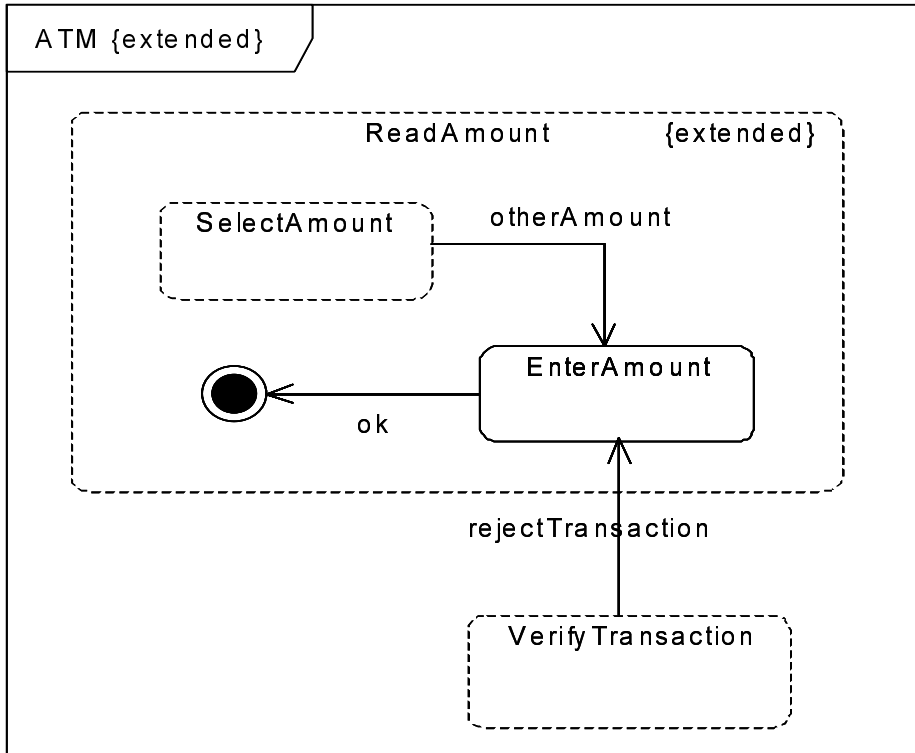 ATM {extended}
ReadAmount {extended}
SelectAmount
otherAmount
EnterAmount
ok
rejectTransaction
VerifyTransaction